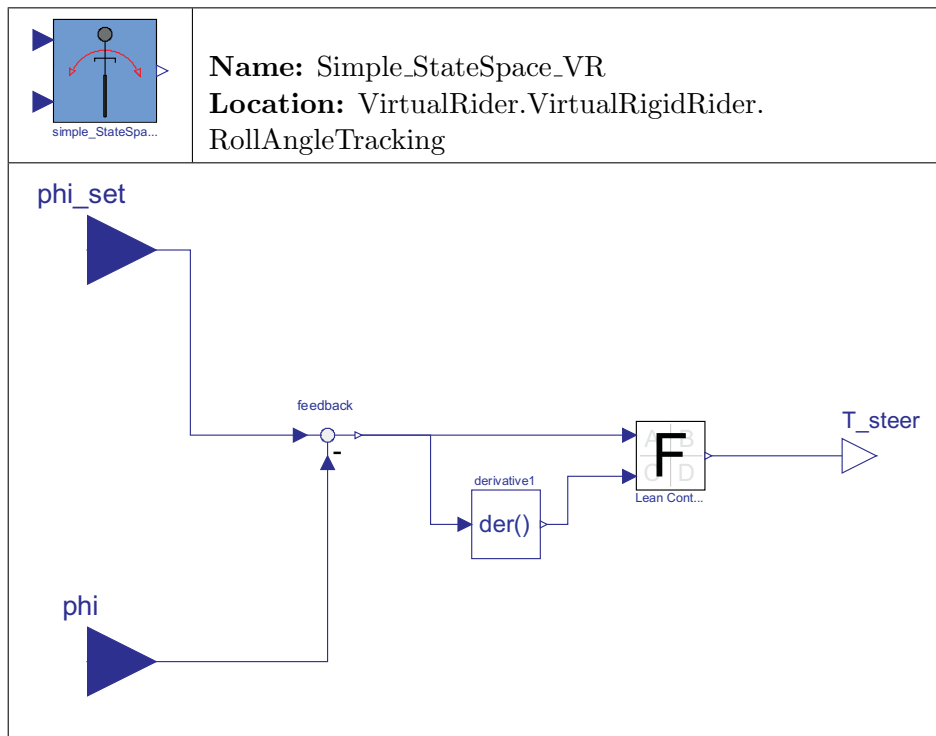 simple_StateSpa...
Name: Simple_StateSpace_VR
Location: VirtualRider.VirtualRigidRider.
RollAngleTracking
phi_set
feedback
-
T_steer
A B
F
C D
Lean Cont...
derivative1
der()
phi